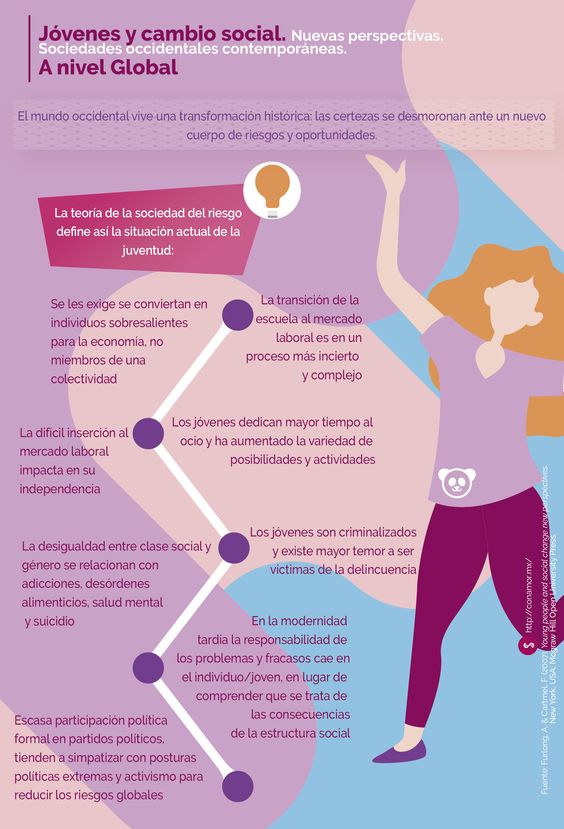 Jóvenes y cambio social. Nuevas perspectivas.
Sociedades occidentales contemporáneas.
A nivel Global
El mundo occidental vive una transformación histórica: las certezas se desmoronan ante un nuevo
cuerpo de riesgos y oportunidades.
La teoría de la sociedad del riesgo
define así la situación actual de la
juventud:
Se les exige se conviertan en
individuos sobresalientes
para la economía, no
miembros de una
colectividad
La transición de la
escuela al mercado
laboral es en un
proceso más incierto
y complejo
La difícil inserción al
mercado laboral
impacta en su
independencia
Los jóvenes dedican mayor tiempo al
ocio y ha aumentado la variedad de
posibilidades y actividades
La desigualdad entre clase social y
género se relacionan con
adicciones, desórdenes
alimenticios, salud mental
y suicidio
Los jóvenes son criminalizados
y existe mayor temor a ser
víctimas de la delincuencia
En la modernidad
tardía la responsabilidad de
los problemas y fracasos cae en
el individuo/joven, en lugar de
comprender que se trata de
las consecuencias
de la estructura social
Escasa participación política
formal en partidos políticos,
tienden a simpatizar con posturas
políticas extremas y activismo para
reducir los riesgos globales
http://conamor.mx/
Fuente: Furlong, A. & Cartmel, F. (2007). Young people and social change new perspectives.
New York, USA: Mcgraw Hill Open University Press.